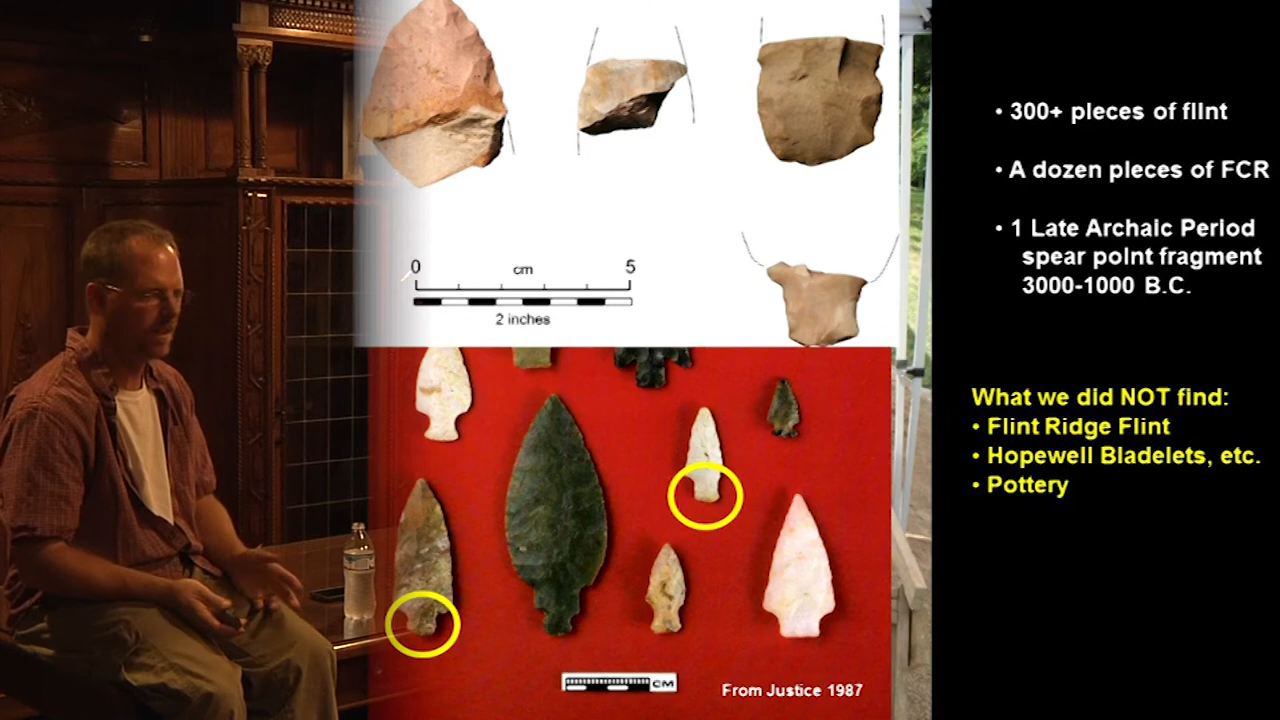 • 300+ pieces of flint
• A dozen pieces of FCR
• 1 Late Archaic Period
spear point fragment
3000-1000 B.C.
0 cm 5
2 inches
What we did NOT find:
• Flint Ridge Flint
• Hopewell Bladelets, etc.
• Pottery
CM
From Justice 1987